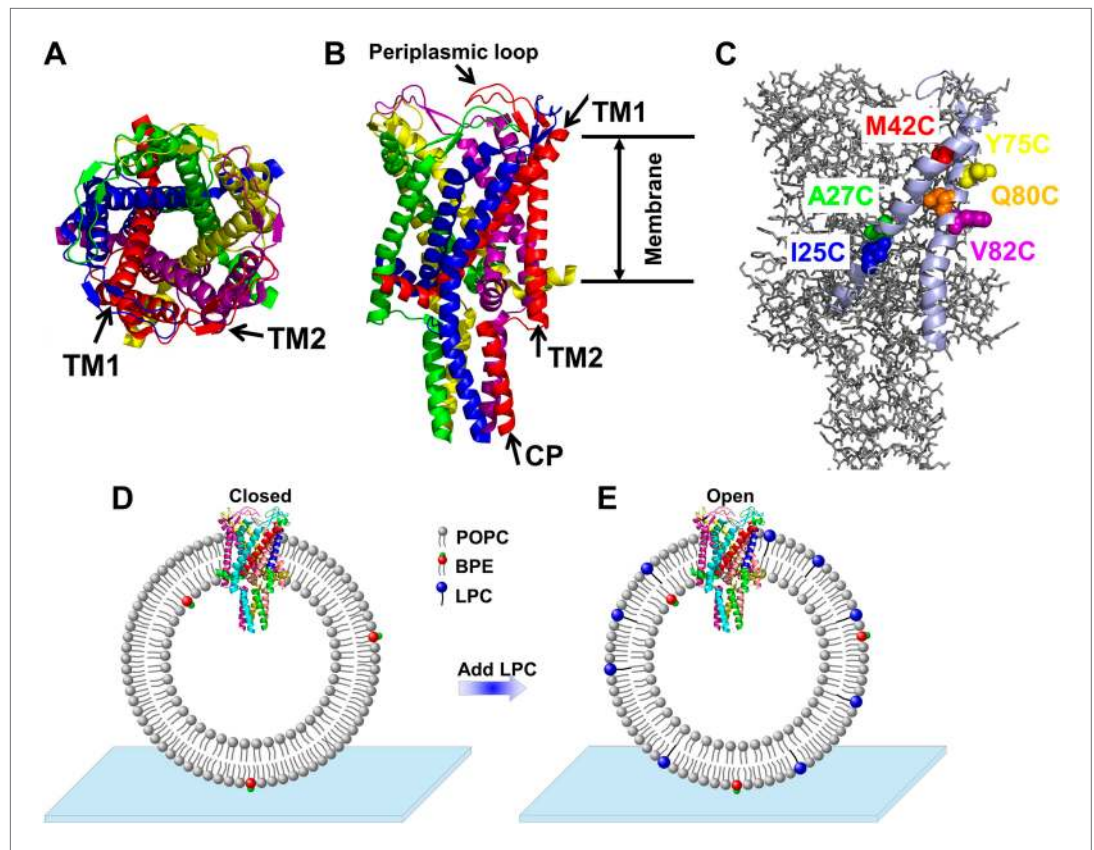 A
TM1
TM2
B
Periplasmic loop
TM1
Membrane
TM2
CP
C
M42C
Y75C
A27C
Q80C
I25C
V82C
D
Closed
POPC
BPE
LPC
Add LPC
E
Open